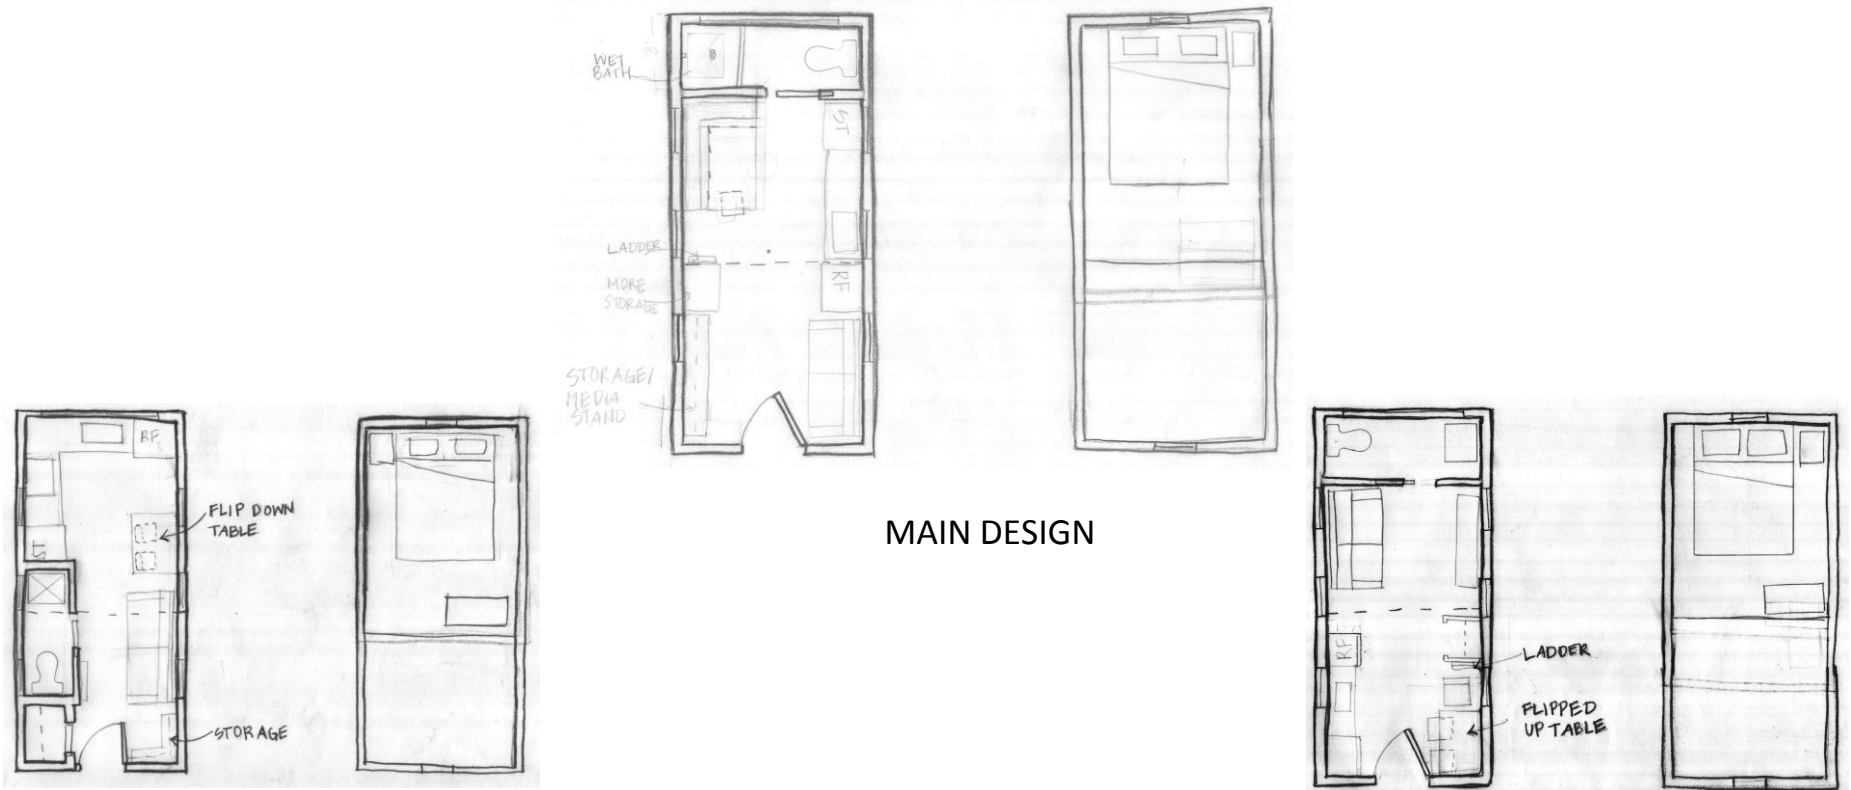 WET
BATH
3'
ST
LADDER
MORE
STORAGE
RF
STORAGE/
MEDIA
STAND
MAIN DESIGN
RF
FLIP DOWN
TABLE
ST
STORAGE
RF
LADDER
FLIPPED
UP TABLE